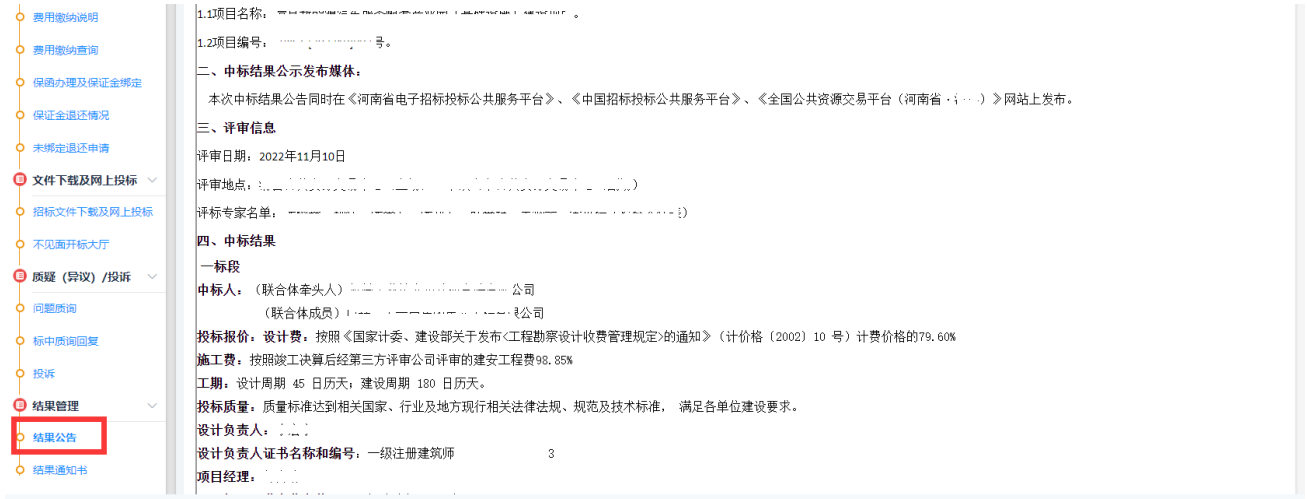 费用缴纳说明
费用缴纳查询
保函办理及保证金绑定
保证金退还情况
未绑定退还申请
文件下载及网上投标
招标文件下载及网上投标
不见面开标大厅
质疑（异议）/投诉
问题质询
标中质询回复
投诉
结果管理
结果公告
结果通知书
1.1项目名称：
1.2项目编号： 号。
二、中标结果公示发布媒体：
本次中标结果公告同时在《河南省电子招标投标公共服务平台》、《中国招标投标公共服务平台》、《全国公共资源交易平台（河南省· ）》网站上发布。
三、评审信息
评审日期：2022年11月10日
评审地点：
评标专家名单：
四、中标结果
一标段
中标人：（联合体牵头人） 公司
（联合体成员） 公司
投标报价：设计费：按照《国家计委、建设部关于发布<工程勘察设计收费管理规定>的通知》（计价格〔2002〕10 号）计费价格的79.60%
施工费：按照竣工决算后经第三方评审公司评审的建安工程费98.85%
工期：设计周期 45 日历天；建设周期 180 日历天。
投标质量：质量标准达到相关国家、行业及地方现行相关法律法规、规范及技术标准， 满足各单位建设要求。
设计负责人：
设计负责人证书名称和编号：一级注册建筑师 3
项目经理：